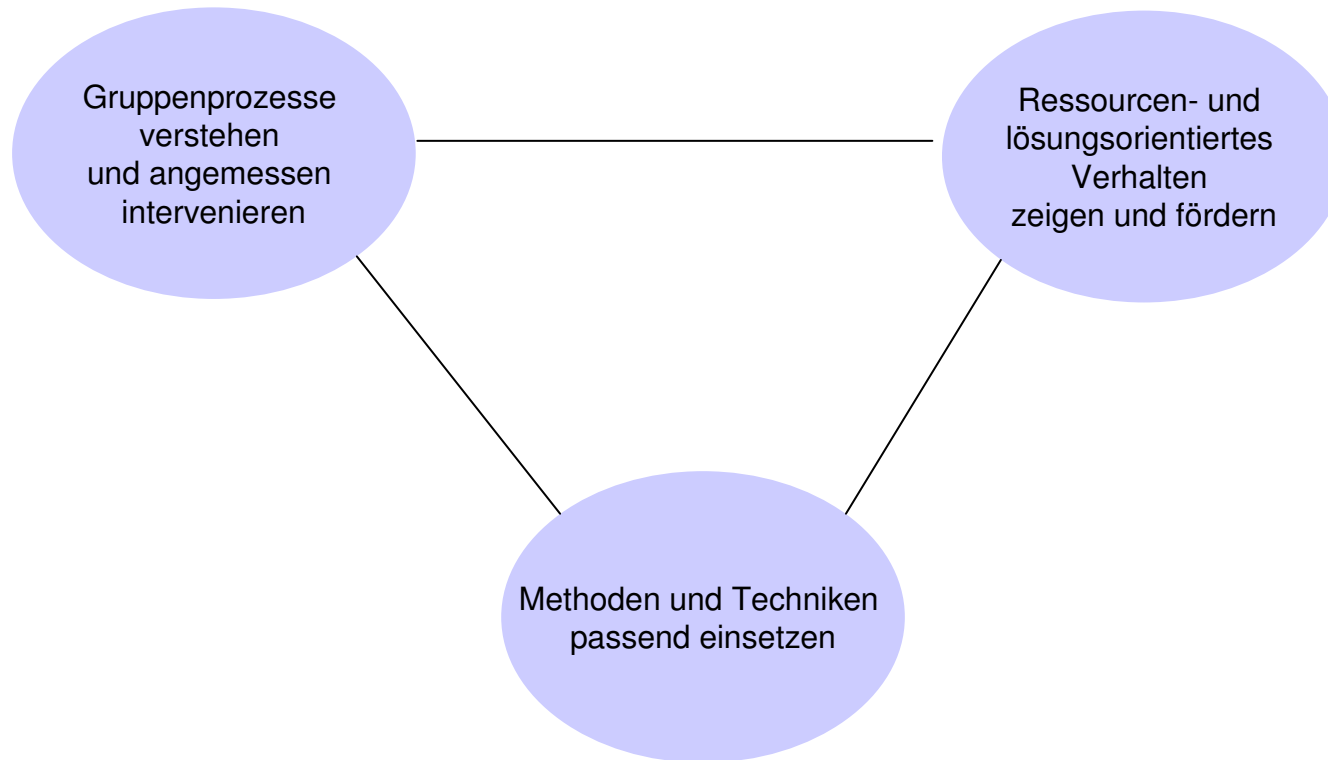 Gruppenprozesse
verstehen
und angemessen
intervenieren
Ressourcen- und
lösungsorientiertes
Verhalten
zeigen und fördern
Methoden und Techniken
passend einsetzen